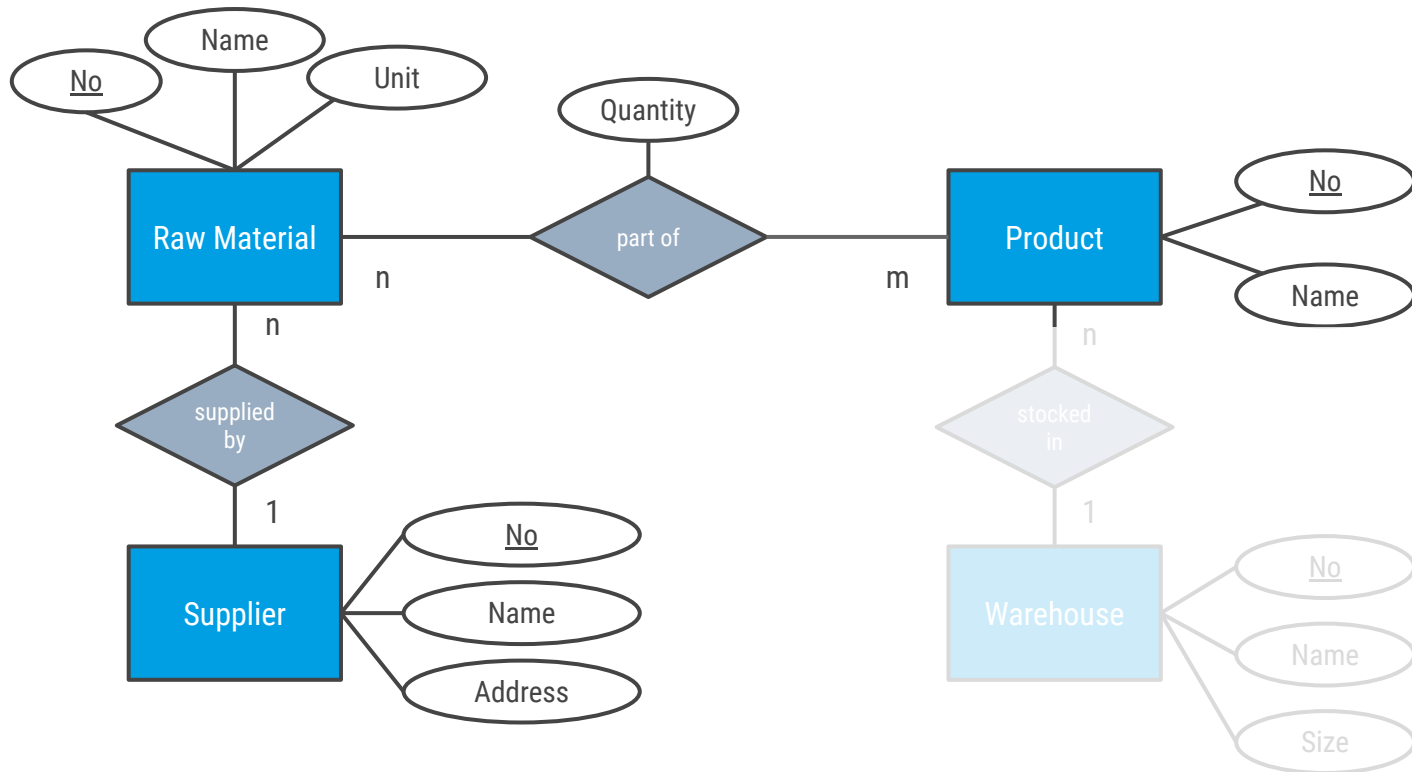 Name
No
Unit
Quantity
Raw Material
n
part of
m
Product
No
Name
n
supplied
by
1
Supplier
No
Name
Address
n
stocked
in
1
Warehouse
No
Name
Size